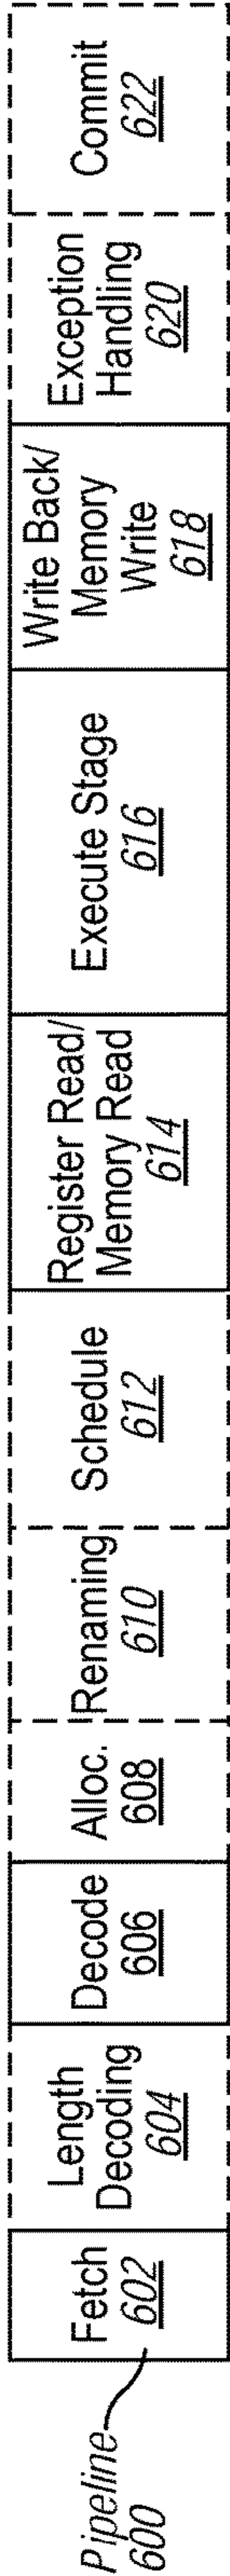 Pipeline
600
Fetch
602
Length
Decoding
604
Decode
606
Alloc.
608
Renaming
610
Schedule
612
Register Read/
Memory Read
614
Execute Stage
616
Write Back/
Memory
Write
618
Exception
Handling
620
Commit
622